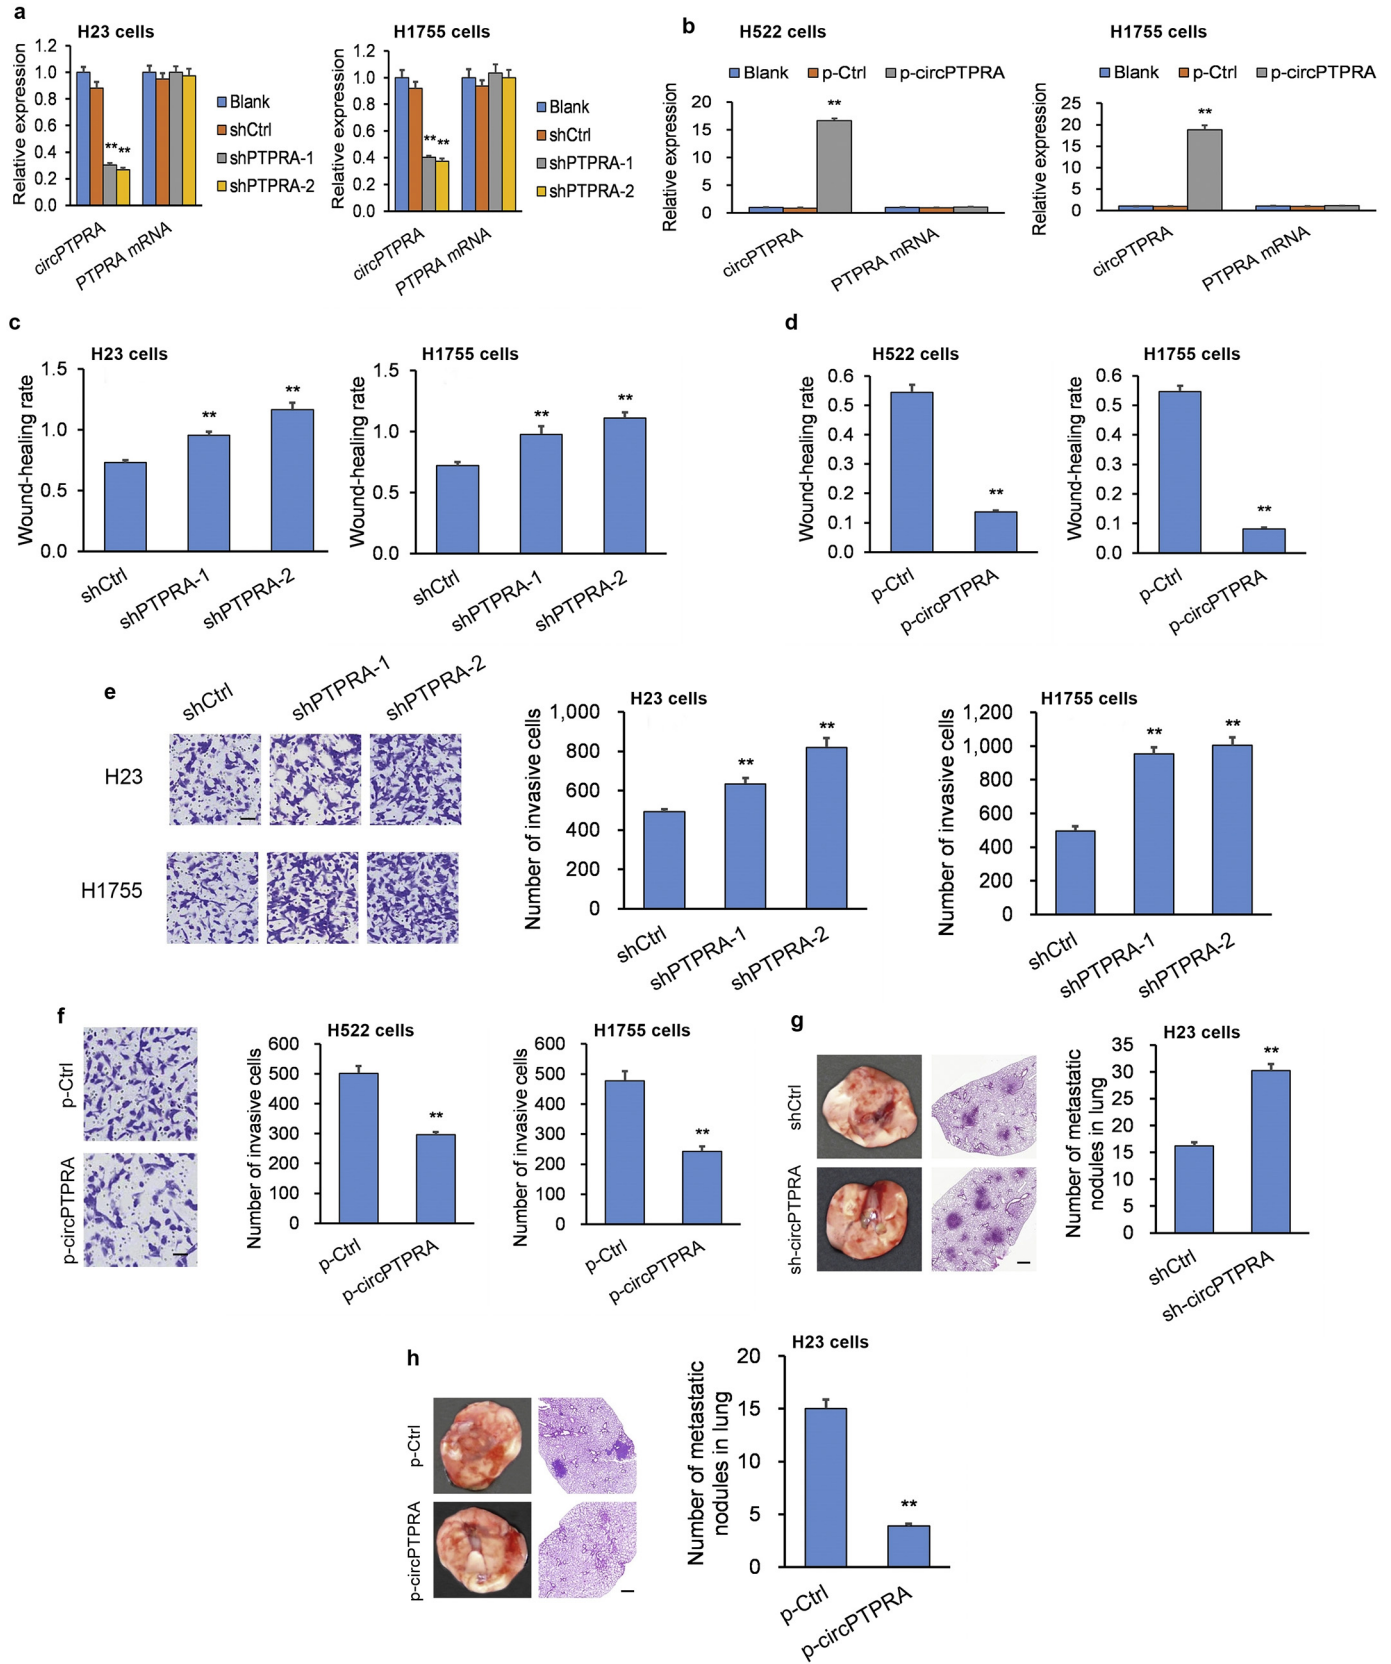 a
H23 cells
Relative expression
1.2
1.0
0.8
0.6
0.4
0.2
0.0
** **
circPTPRA
PTPRA mRNA
Blank
shCtrl
shPTPRA-1
shPTPRA-2
H1755 cells
Relative expression
1.2
1.0
0.8
0.6
0.4
0.2
0.0
** **
circPTPRA
PTPRA mRNA
Blank
shCtrl
shPTPRA-1
shPTPRA-2
b
H522 cells
Blank p-Ctrl p-circPTPRA
Relative expression
20
15
10
5
0
**
circPTPRA
PTPRA mRNA
H1755 cells
Blank p-Ctrl p-circPTPRA
Relative expression
25
20
15
10
5
0
**
circPTPRA
PTPRA mRNA
c
H23 cells
Wound-healing rate
1.5
1.0
0.5
0.0
** **
shCtrl
shPTPRA-1
shPTPRA-2
H1755 cells
Wound-healing rate
1.5
1.0
0.5
0.0
** **
shCtrl
shPTPRA-1
shPTPRA-2
d
H522 cells
Wound-healing rate
0.6
0.5
0.4
0.3
0.2
0.1
0.0
**
p-Ctrl
p-circPTPRA
H1755 cells
Wound-healing rate
0.6
0.5
0.4
0.3
0.2
0.1
0.0
**
p-Ctrl
p-circPTPRA
e
shCtrl
shPTPRA-1
shPTPRA-2
H23
H1755
H23 cells
Number of invasive cells
1,000
800
600
400
200
0
** **
shCtrl
shPTPRA-1
shPTPRA-2
H1755 cells
Number of invasive cells
1,200
1,000
800
600
400
200
0
** **
shCtrl
shPTPRA-1
shPTPRA-2
f
p-Ctrl
p-circPTPRA
H522 cells
Number of invasive cells
600
500
400
300
200
100
0
**
p-Ctrl
p-circPTPRA
H1755 cells
Number of invasive cells
600
500
400
300
200
100
0
**
p-Ctrl
p-circPTPRA
g
shCtrl
sh-circPTPRA
H23 cells
Number of metastatic
nodules in lung
35
30
25
20
15
10
5
0
**
shCtrl
sh-circPTPRA
h
p-Ctrl
p-circPTPRA
H23 cells
Number of metastatic
nodules in lung
20
15
10
5
0
**
p-Ctrl
p-circPTPRA